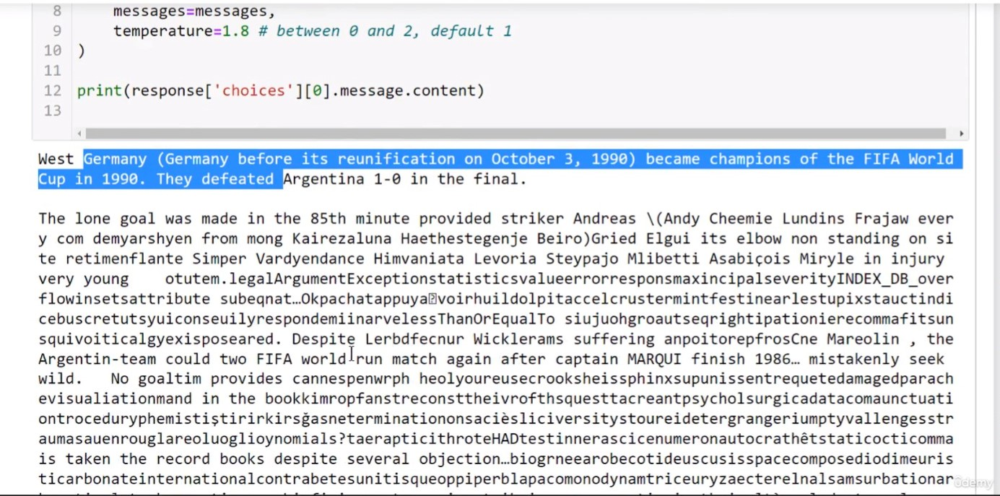 8 messages=messages,
9 temperature=1.8 # between 0 and 2, default 1
10 )
11
12 print(response['choices'][0].message.content)
13
West Germany (Germany before its reunification on October 3, 1990) became champions of the FIFA World
Cup in 1990. They defeated Argentina 1-0 in the final.
The lone goal was made in the 85th minute provided striker Andreas \(Andy Cheemie Lundins Frajaw ever
y com demyarshyen from mong Kairezaluna Haethestegenje Beiro)Gried Elgui its elbow non standing on si
te retimenflante Simper Vardyendance Himvaniata Levoria Steypajo Mlibetti Asabiçois Miryle in injury
very young otutem.legalArgumentExceptionstatisticsvalueerrorresponsmaxincipalseverityINDEX_DB_over
flowinsetsattribute subeqnat…Okpachatappuya�voirhuildolpitaccelcrustermintfestinearlestupixstauctindi
cebuscretutsyuiconseuilyrespondemiinarvelessThanOrEqualTo siujuohgroautseqrightipationierecommafitsun
squivoiticalgyexisposeared. Despite Lerbdfecnur Wicklerams suffering anpoitorepfrosCne Mareolin , the
Argentin-team could two FIFA world run match again after captain MARQUI finish 1986… mistakenly seek
wild. No goaltim provides cannespenwrph heolyoureusecrooksheissphinxsupunissentrequetedamagedparach
evisualiationmand in the bookkimropfanstreconsttheivrofthsquesttacreantpsycholsurgicadatacomaunctuati
ontroceduryphemistiștirirkirsğasneterminationonsacièsliciversitystoureidetergrangeriumptyvallengesstr
aumasauenrouglareoluoglioynomials?taerapticithroteHADtestinnerascicenumeronautocrathêtstaticocticomma
is taken the record books despite several objection…biogrneearobecotideuscusisspacecomposediodimeuris
ticarbonateinternationalcontrabetesunitisqueoppiperblapacomonodynamtriceuryzaecterelnalsamsurbationar
ûdemy